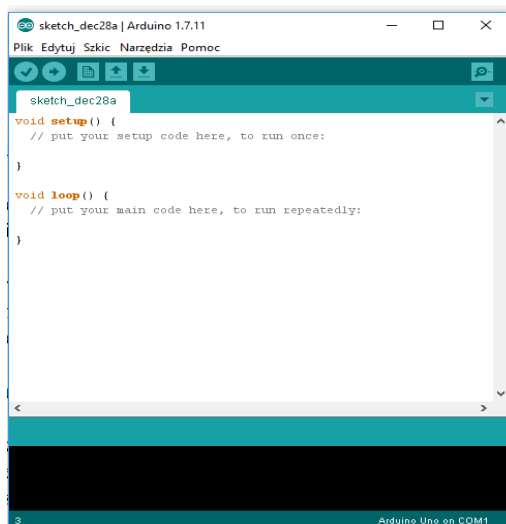 sketch_dec28a | Arduino 1.7.11
Plik Edytuj Szkic Narzędzia Pomoc
sketch_dec28a
void setup() {
// put your setup code here, to run once:
}
void loop() {
// put your main code here, to run repeatedly:
}
3 Arduino Uno on COM1